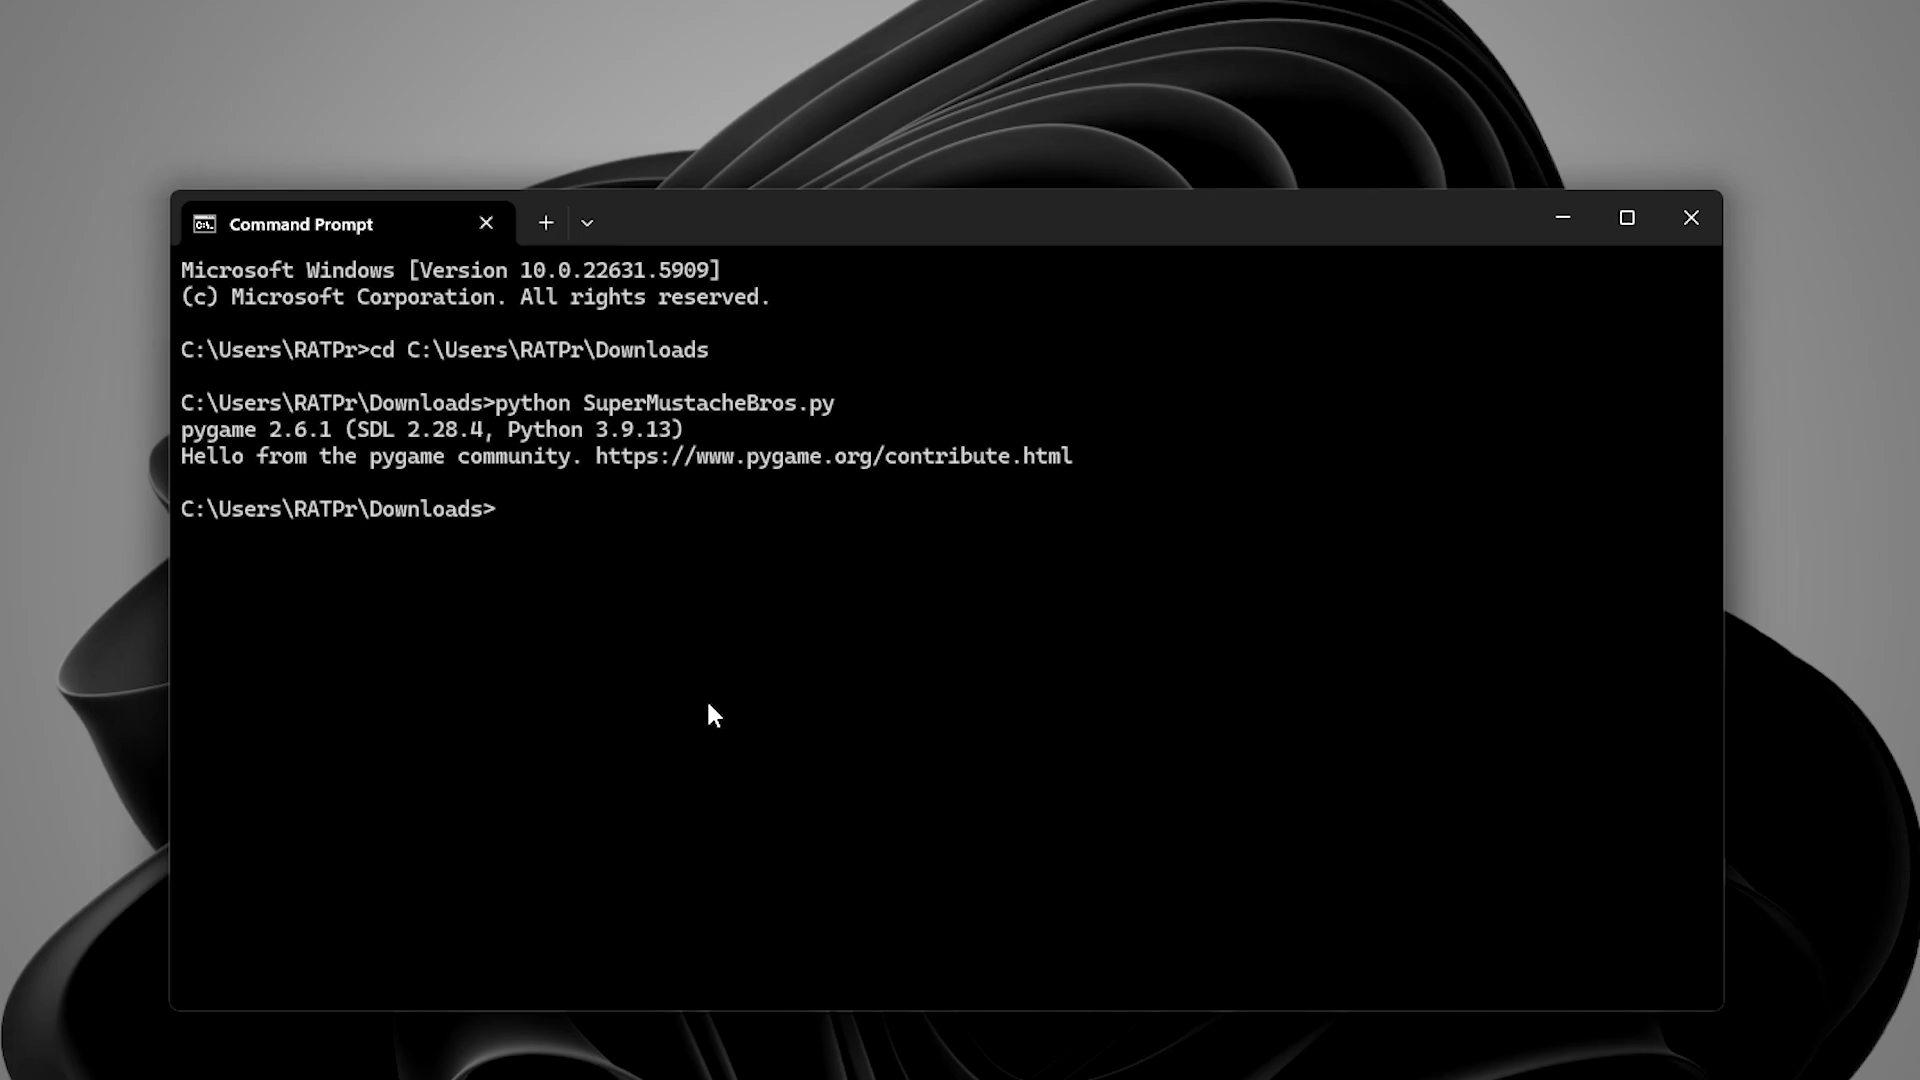 Command Prompt
Microsoft Windows [Version 10.0.22631.5909]
(c) Microsoft Corporation. All rights reserved.
C:\Users\RATPr>cd C:\Users\RATPr\Downloads
C:\Users\RATPr\Downloads>python SuperMustacheBros.py
pygame 2.6.1 (SDL 2.28.4, Python 3.9.13)
Hello from the pygame community. https://www.pygame.org/contribute.html
C:\Users\RATPr\Downloads>